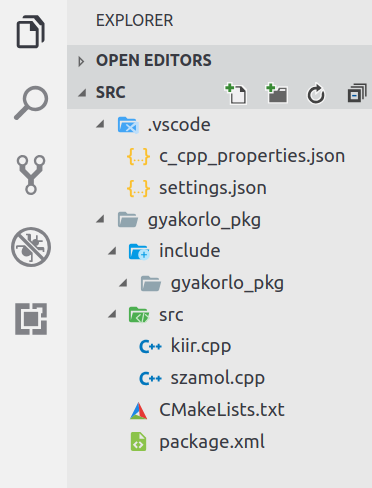 EXPLORER
OPEN EDITORS
SRC
.vscode
{..} c_cpp_properties.json
{..} settings.json
gyakorlo_pkg
include
gyakorlo_pkg
src
C++ kiir.cpp
C++ szamol.cpp
CMakeLists.txt
package.xml